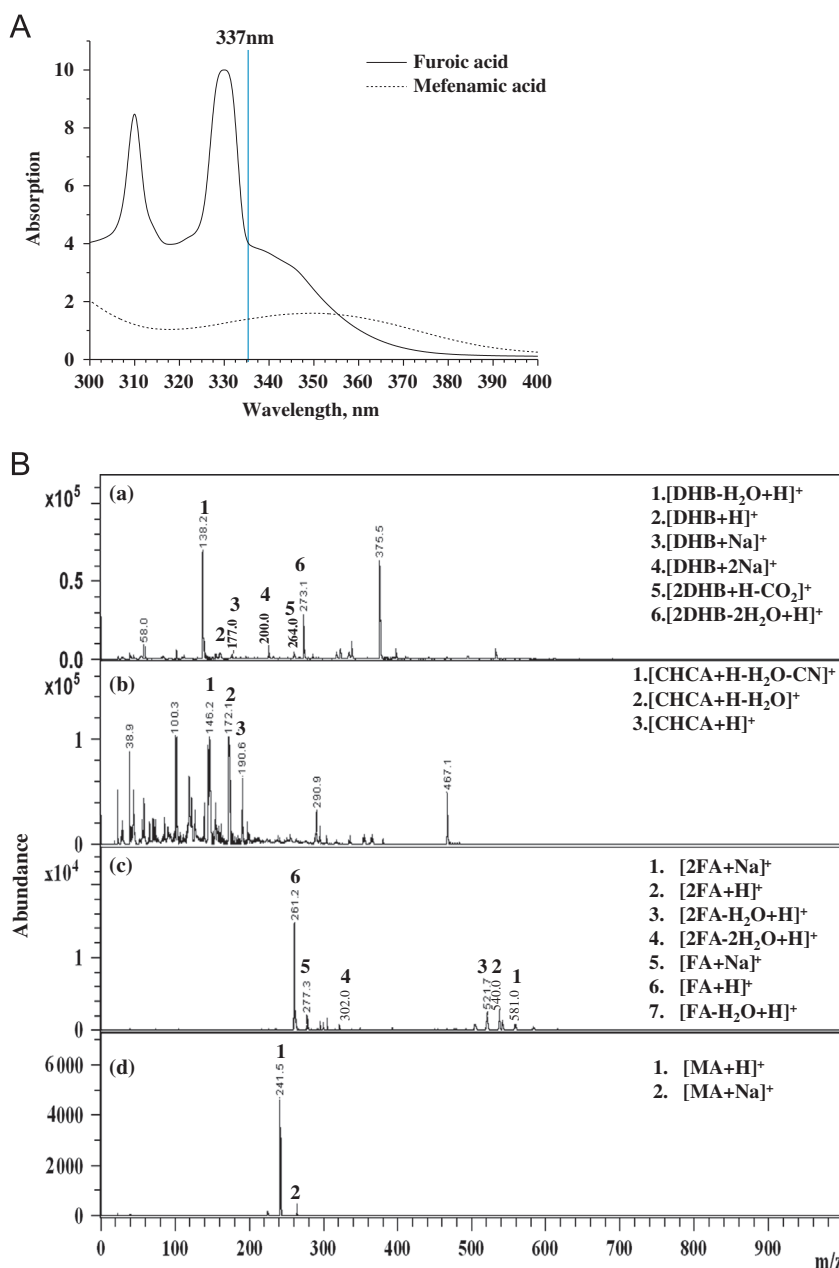 A
337nm
Furoic acid
Mefenamic acid
10
8
6
4
2
0
Absorption
300 310 320 330 340 350 360 370 380 390 400
Wavelength, nm
B
(a)
x10⁵
0.5
0.0
1
138.2
58.0
2
3
177.0
4
200.0
5
264.0
6
273.1
375.5
1.[DHB-H₂O+H]⁺
2.[DHB+H]⁺
3.[DHB+Na]⁺
4.[DHB+2Na]⁺
5.[2DHB+H-CO₂]⁺
6.[2DHB-2H₂O+H]⁺
(b)
x10⁵
1
0
38.9
100.3
1
146.2
2
172.1
3
190.6
290.9
467.1
1.[CHCA+H-H₂O-CN]⁺
2.[CHCA+H-H₂O]⁺
3.[CHCA+H]⁺
(c)
x10⁴
1
0
6
261.2
5
277.3
4
302.0
3
521.7
2
540.0
1
581.0
1. [2FA+Na]⁺
2. [2FA+H]⁺
3. [2FA-H₂O+H]⁺
4. [2FA-2H₂O+H]⁺
5. [FA+Na]⁺
6. [FA+H]⁺
7. [FA-H₂O+H]⁺
(d)
6000
4000
2000
0
1
241.5
2
1. [MA+H]⁺
2. [MA+Na]⁺
Abundance
0 100 200 300 400 500 600 700 800 900
m/z